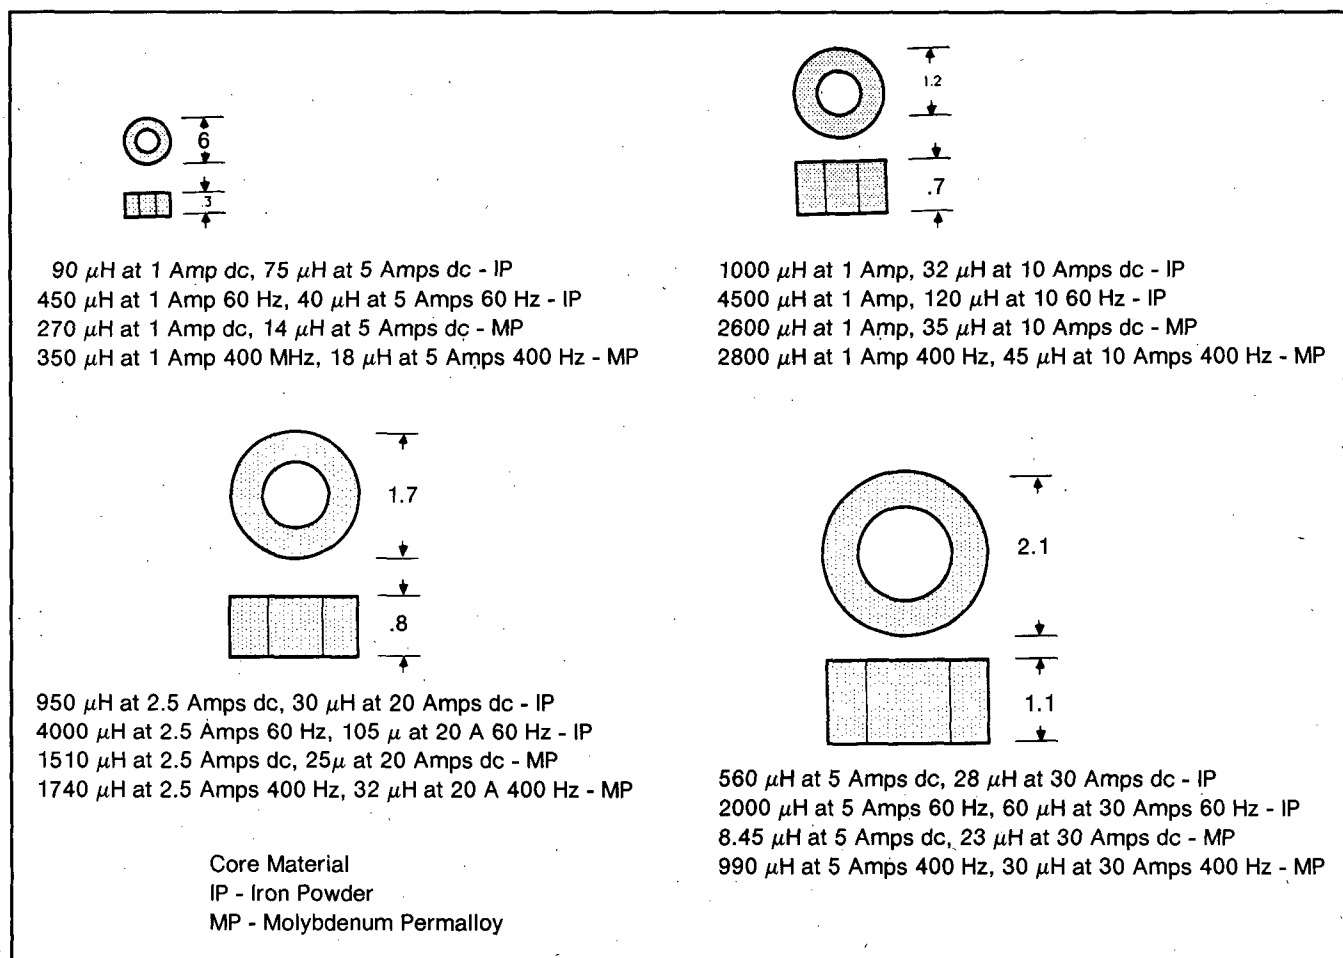 6
.3
90 μH at 1 Amp dc, 75 μH at 5 Amps dc - IP
450 μH at 1 Amp 60 Hz, 40 μH at 5 Amps 60 Hz - IP
270 μH at 1 Amp dc, 14 μH at 5 Amps dc - MP
350 μH at 1 Amp 400 MHz, 18 μH at 5 Amps 400 Hz - MP
1.2
.7
1000 μH at 1 Amp, 32 μH at 10 Amps dc - IP
4500 μH at 1 Amp, 120 μH at 10 60 Hz - IP
2600 μH at 1 Amp, 35 μH at 10 Amps dc - MP
2800 μH at 1 Amp 400 Hz, 45 μH at 10 Amps 400 Hz - MP
1.7
.8
950 μH at 2.5 Amps dc, 30 μH at 20 Amps dc - IP
4000 μH at 2.5 Amps 60 Hz, 105 μ at 20 A 60 Hz - IP
1510 μH at 2.5 Amps dc, 25μ at 20 Amps dc - MP
1740 μH at 2.5 Amps 400 Hz, 32 μH at 20 A 400 Hz - MP
2.1
1.1
560 μH at 5 Amps dc, 28 μH at 30 Amps dc - IP
2000 μH at 5 Amps 60 Hz, 60 μH at 30 Amps 60 Hz - IP
8.45 μH at 5 Amps dc, 23 μH at 30 Amps dc - MP
990 μH at 5 Amps 400 Hz, 30 μH at 30 Amps 400 Hz - MP
Core Material
IP - Iron Powder
MP - Molybdenum Permalloy